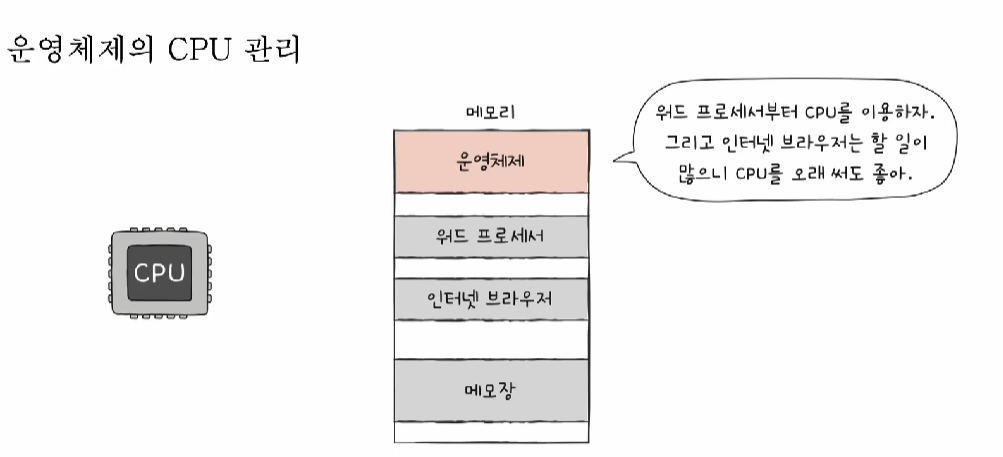 운영체제의 CPU 관리
메모리
운영체제
워드 프로세서부터 CPU를 이용하자.
그리고 인터넷 브라우저는 할 일이
많으니 CPU를 오래 써도 좋아.
워드 프로세서
CPU
인터넷 브라우저
메모장